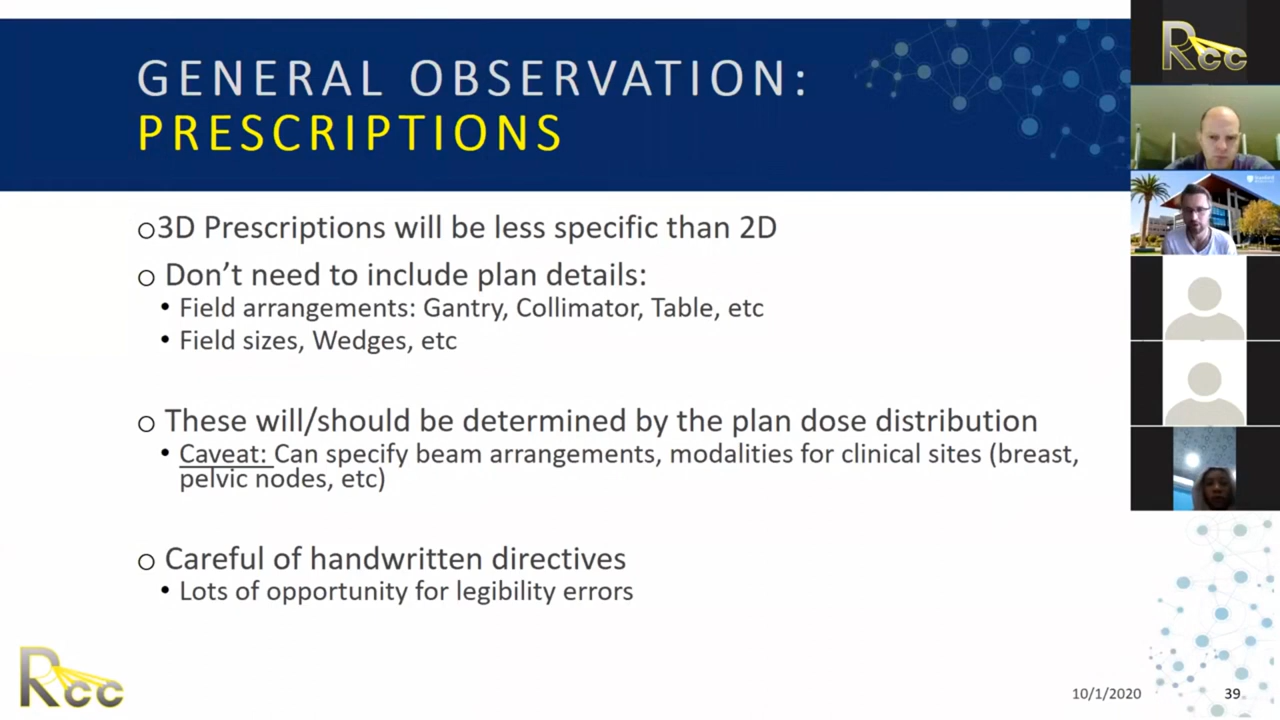 GENERAL OBSERVATION:
PRESCRIPTIONS
o3D Prescriptions will be less specific than 2D
o Don’t need to include plan details:
• Field arrangements: Gantry, Collimator, Table, etc
• Field sizes, Wedges, etc
o These will/should be determined by the plan dose distribution
• Caveat: Can specify beam arrangements, modalities for clinical sites (breast,
pelvic nodes, etc)
o Careful of handwritten directives
• Lots of opportunity for legibility errors
Rcc
10/1/2020
39
Rcc